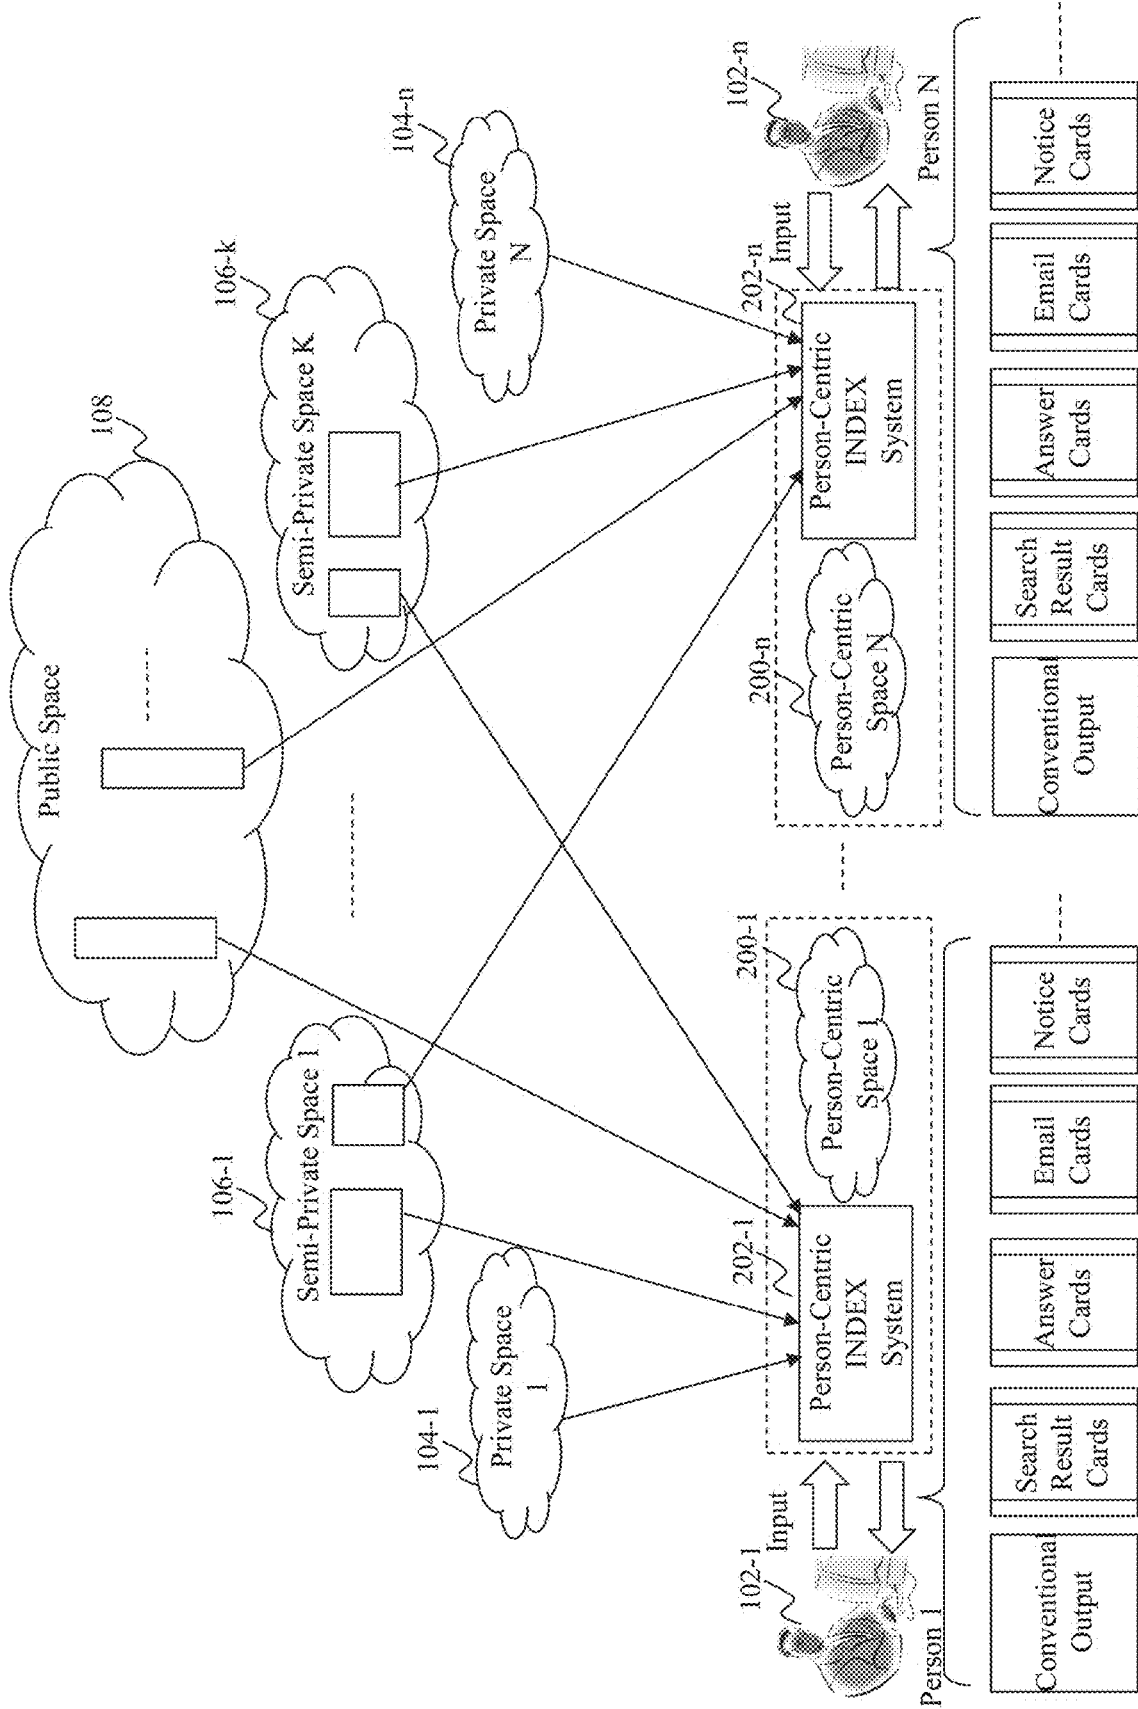 108
Public Space
106-1
Semi-Private Space 1
106-k
Semi-Private Space K
104-1
Private Space
1
104-n
Private Space
N
102-1
Input
Person 1
202-1
Person-Centric
INDEX
System
200-1
Person-Centric
Space 1
200-n
Person-Centric
Space N
202-n
Person-Centric
INDEX
System
Input
102-n
Person N
Conventional
Output
Search
Result
Cards
Answer
Cards
Email
Cards
Notice
Cards
Conventional
Output
Search
Result
Cards
Answer
Cards
Email
Cards
Notice
Cards